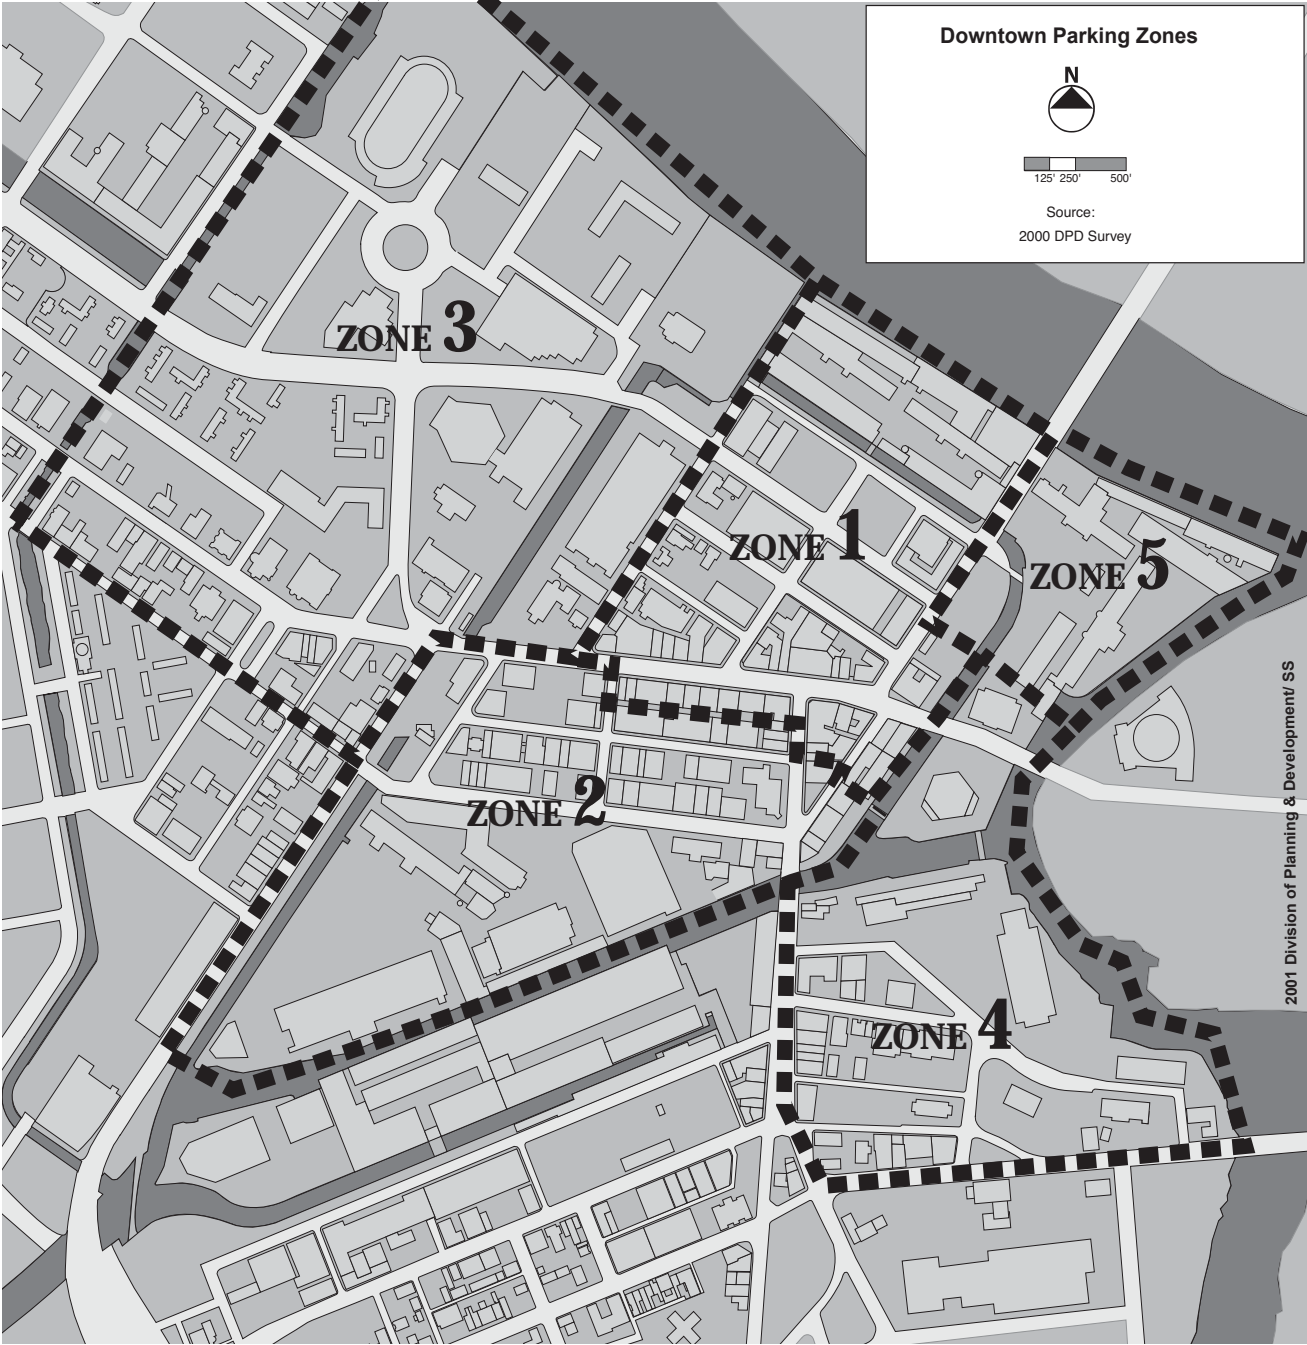 Downtown Parking Zones
N
125' 250' 500'
Source:
2000 DPD Survey
ZONE 3
ZONE 1
ZONE 5
ZONE 2
ZONE 4
2001 Division of Planning & Development/ SS